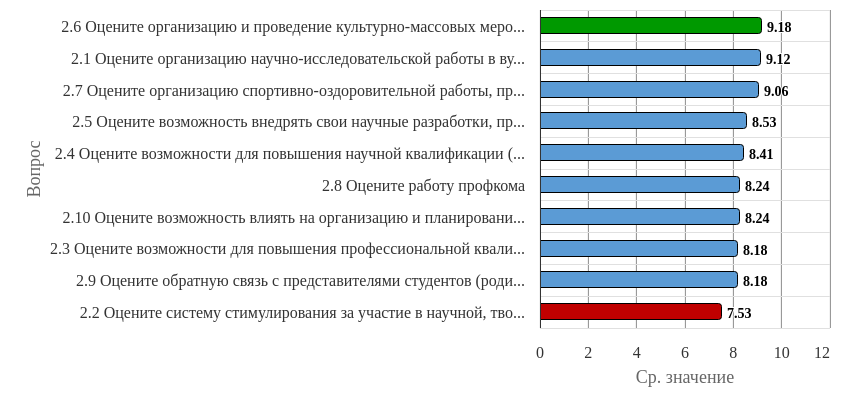 2.6 Оцените организацию и проведение культурно-массовых меро... 9.18
2.1 Оцените организацию научно-исследовательской работы в ву... 9.12
2.7 Оцените организацию спортивно-оздоровительной работы, пр... 9.06
2.5 Оцените возможность внедрять свои научные разработки, пр... 8.53
2.4 Оцените возможности для повышения научной квалификации (... 8.41
2.8 Оцените работу профкома 8.24
2.10 Оцените возможность влиять на организацию и планировани... 8.24
2.3 Оцените возможности для повышения профессиональной квали... 8.18
2.9 Оцените обратную связь с представителями студентов (роди... 8.18
2.2 Оцените систему стимулирования за участие в научной, тво... 7.53
Вопрос
0 2 4 6 8 10 12
Ср. значение